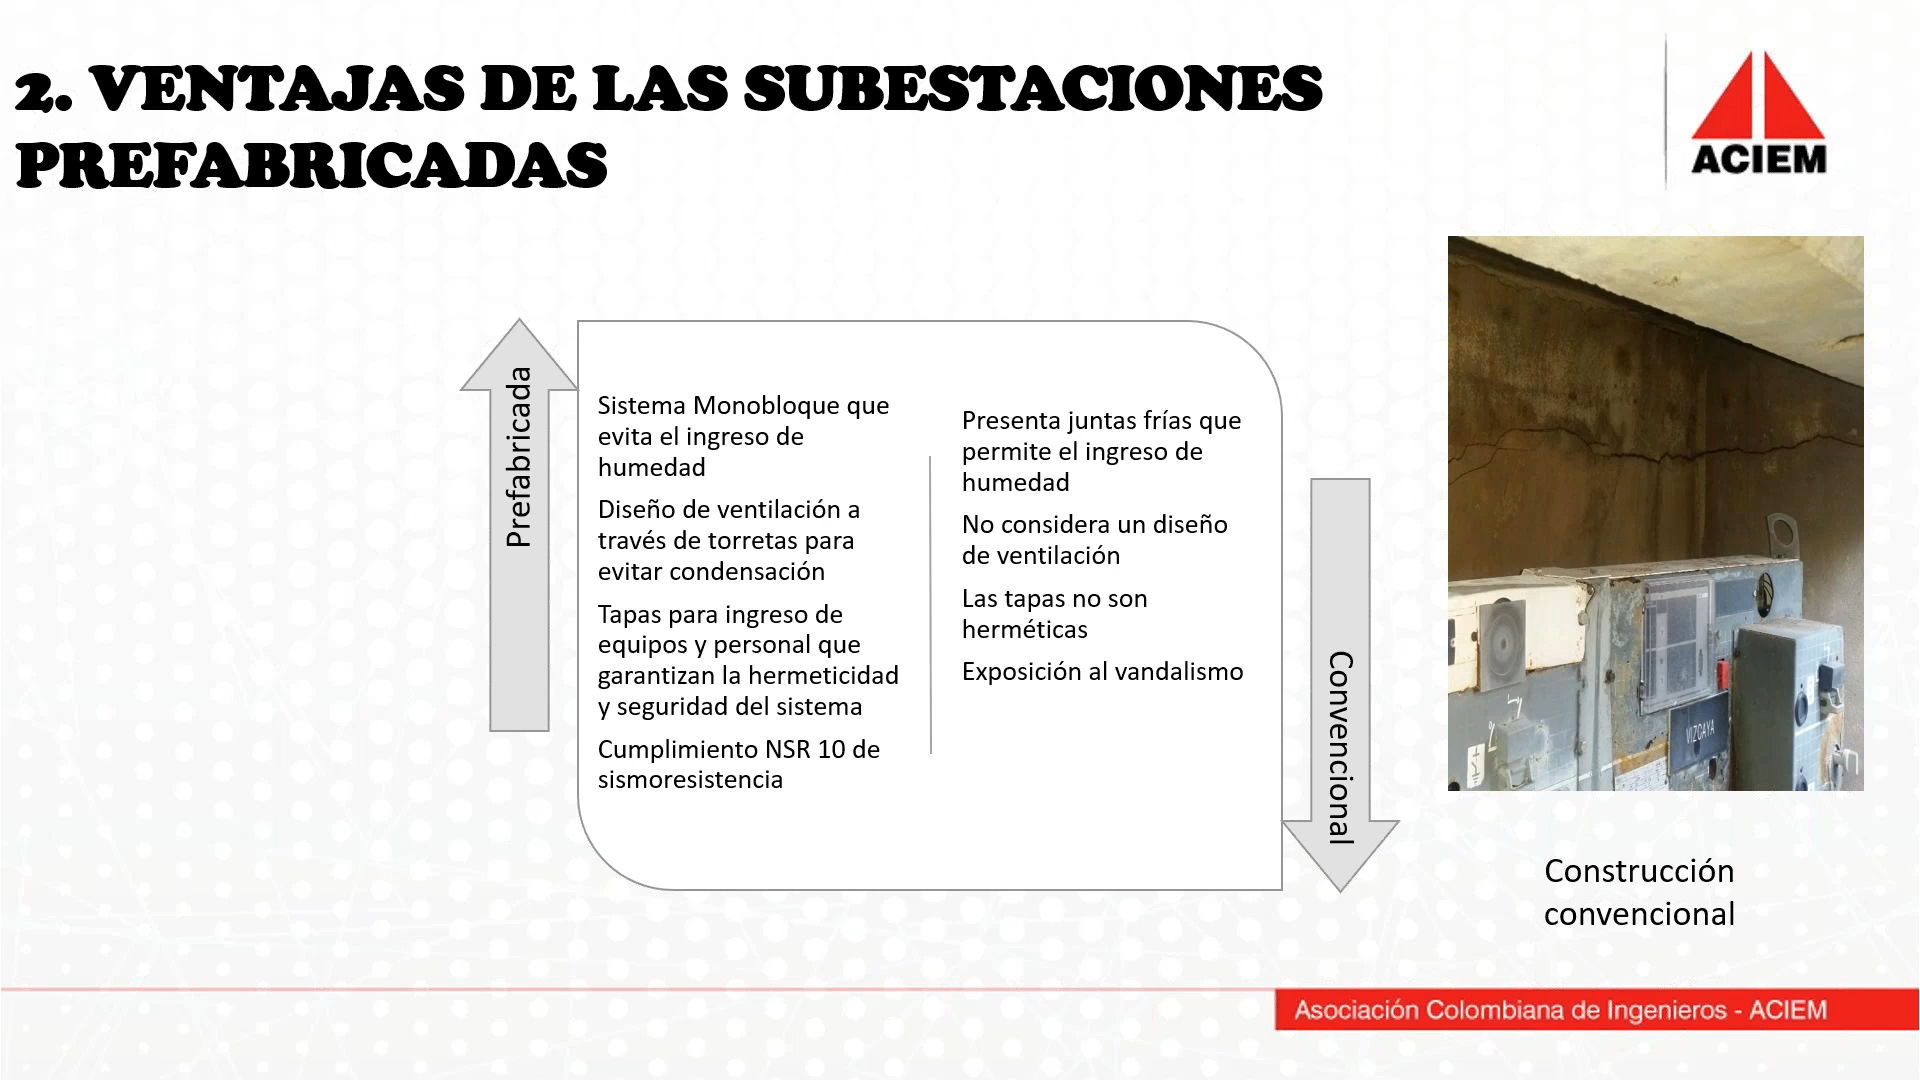 2. VENTAJAS DE LAS SUBESTACIONES
PREFABRICADAS
ACIEM
Prefabricada
Sistema Monobloque que
evita el ingreso de
humedad
Diseño de ventilación a
través de torretas para
evitar condensación
Tapas para ingreso de
equipos y personal que
garantizan la hermeticidad
y seguridad del sistema
Cumplimiento NSR 10 de
sismoresistencia
Presenta juntas frías que
permite el ingreso de
humedad
No considera un diseño
de ventilación
Las tapas no son
herméticas
Exposición al vandalismo
Convencional
VIZCAYA
Construcción
convencional
Asociación Colombiana de Ingenieros - ACIEM